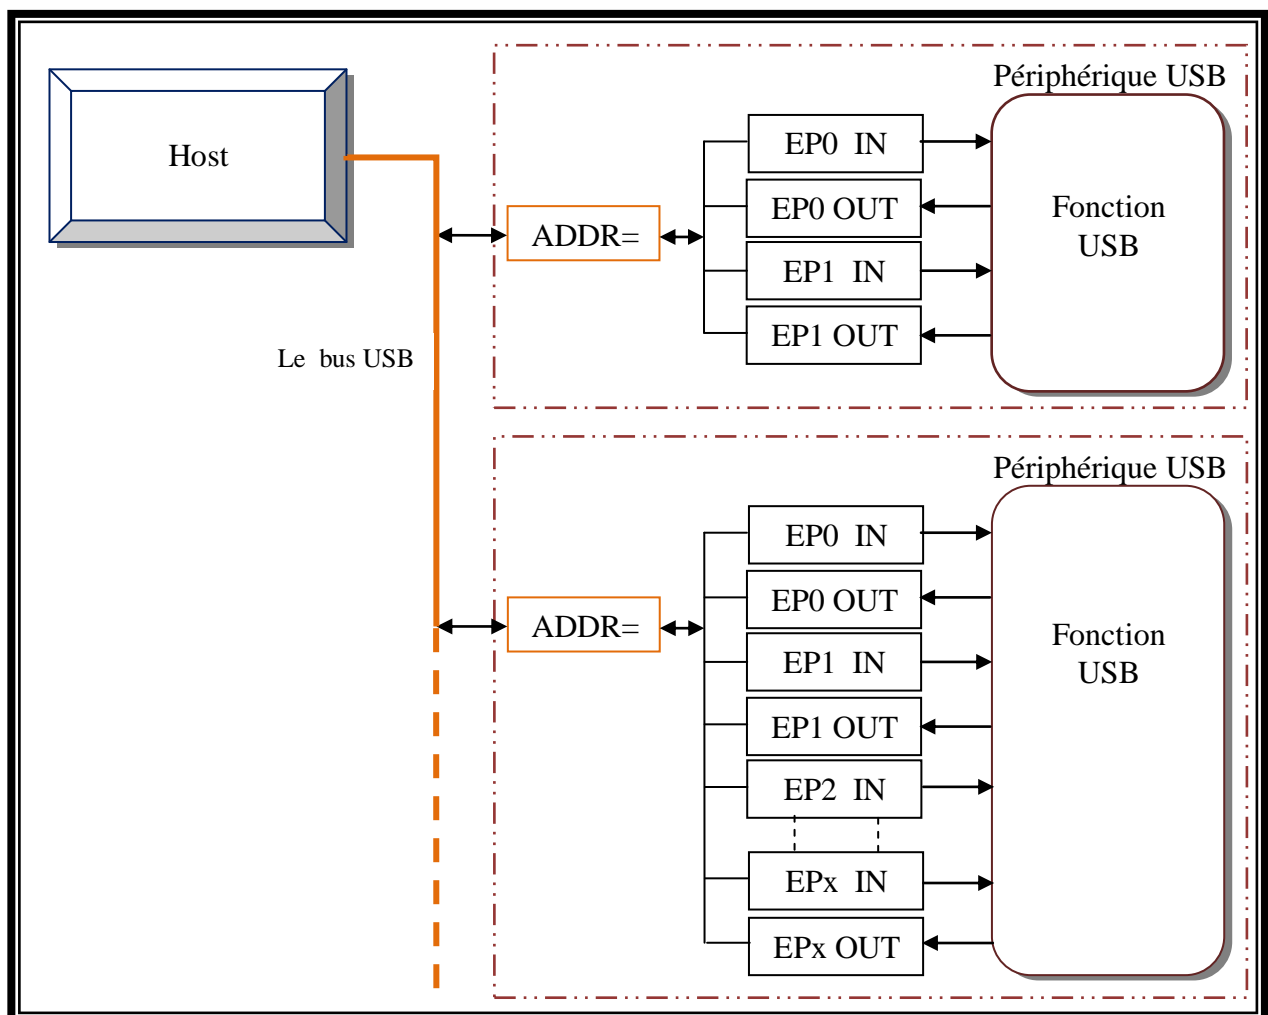 Périphérique USB
Host
EP0 IN
EP0 OUT
EP1 IN
EP1 OUT
ADDR=
Fonction
USB
Le bus USB
Périphérique USB
EP0 IN
EP0 OUT
EP1 IN
EP1 OUT
EP2 IN
EPx IN
EPx OUT
ADDR=
Fonction
USB